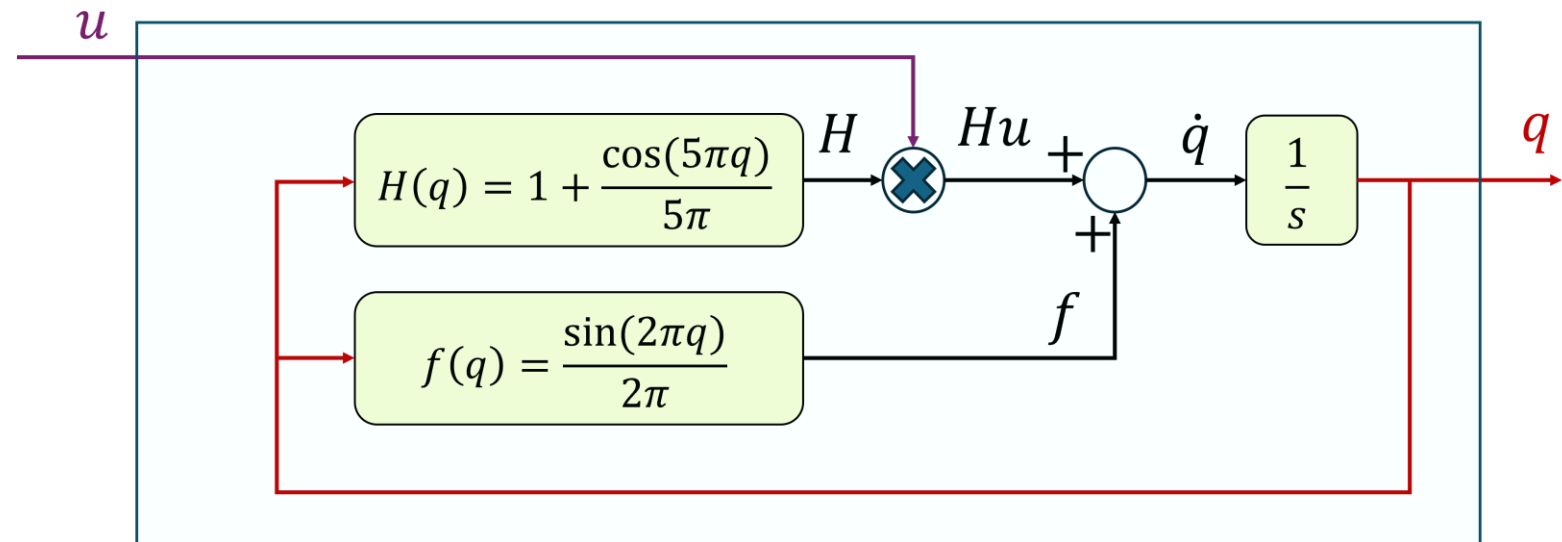 u
H(q) = 1 + cos(5πq) / 5π
H
Hu
+
+
q̇
1/s
q
f(q) = sin(2πq) / 2π
f